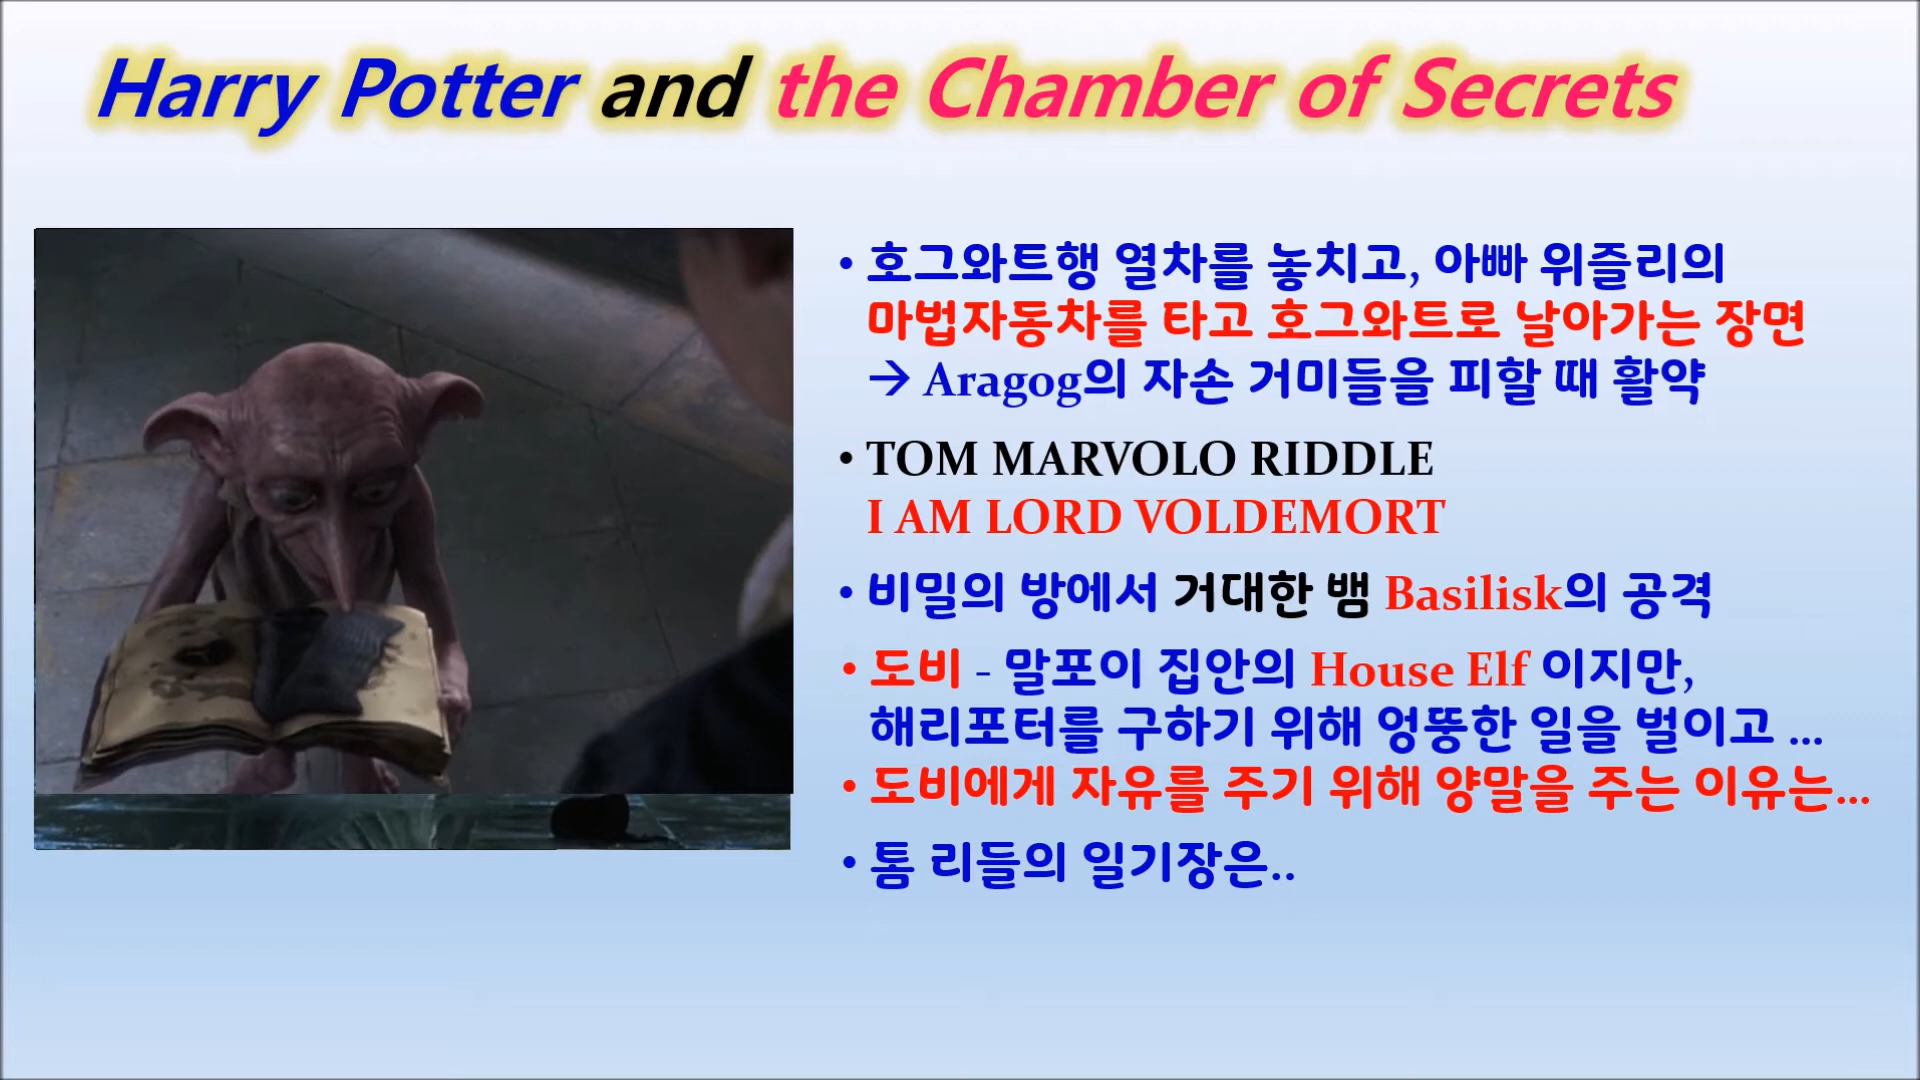 Harry Potter and the Chamber of Secrets
• 호그와트행 열차를 놓치고, 아빠 위즐리의
마법자동차를 타고 호그와트로 날아가는 장면
→ Aragog의 자손 거미들을 피할 때 활약
• TOM MARVOLO RIDDLE
I AM LORD VOLDEMORT
• 비밀의 방에서 거대한 뱀 Basilisk의 공격
• 도비 - 말포이 집안의 House Elf 이지만,
해리포터를 구하기 위해 엉뚱한 일을 벌이고 ...
• 도비에게 자유를 주기 위해 양말을 주는 이유는...
• 톰 리들의 일기장은..